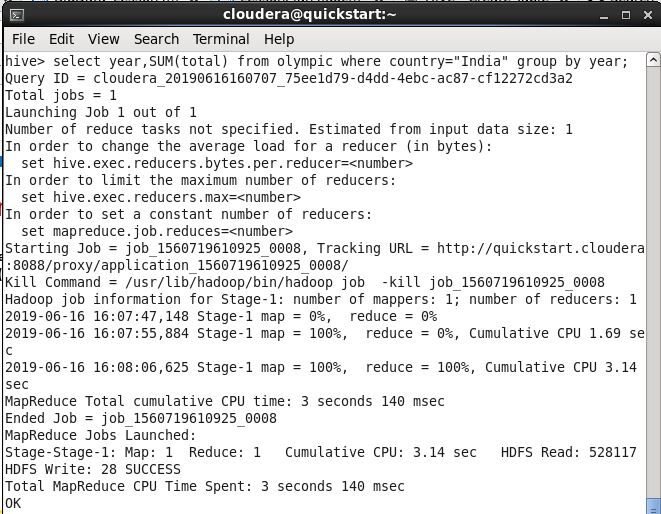 cloudera@quickstart:~
File Edit View Search Terminal Help
hive> select year,SUM(total) from olympic where country="India" group by year;
Query ID = cloudera_20190616160707_75ee1d79-d4dd-4ebc-ac87-cf12272cd3a2
Total jobs = 1
Launching Job 1 out of 1
Number of reduce tasks not specified. Estimated from input data size: 1
In order to change the average load for a reducer (in bytes):
  set hive.exec.reducers.bytes.per.reducer=<number>
In order to limit the maximum number of reducers:
  set hive.exec.reducers.max=<number>
In order to set a constant number of reducers:
  set mapreduce.job.reduces=<number>
Starting Job = job_1560719610925_0008, Tracking URL = http://quickstart.cloudera
:8088/proxy/application_1560719610925_0008/
Kill Command = /usr/lib/hadoop/bin/hadoop job  -kill job_1560719610925_0008
Hadoop job information for Stage-1: number of mappers: 1; number of reducers: 1
2019-06-16 16:07:47,148 Stage-1 map = 0%,  reduce = 0%
2019-06-16 16:07:55,884 Stage-1 map = 100%,  reduce = 0%, Cumulative CPU 1.69 se
c
2019-06-16 16:08:06,625 Stage-1 map = 100%,  reduce = 100%, Cumulative CPU 3.14
sec
MapReduce Total cumulative CPU time: 3 seconds 140 msec
Ended Job = job_1560719610925_0008
MapReduce Jobs Launched:
Stage-Stage-1: Map: 1  Reduce: 1   Cumulative CPU: 3.14 sec   HDFS Read: 528117
HDFS Write: 28 SUCCESS
Total MapReduce CPU Time Spent: 3 seconds 140 msec
OK